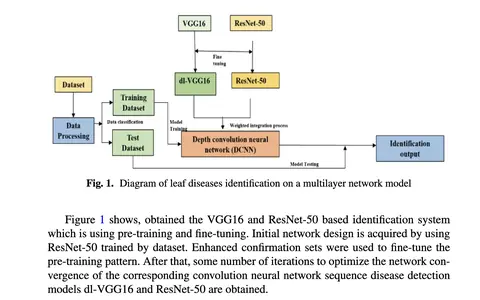 VGG16
ResNet-50
Fine
tuning
Dataset
dl-VGG16
ResNet-50
Training
Dataset
Data classification
Model
Training
Weighted integration process
Data
Processing
Test
Dataset
Depth convolution neural
network (DCNN)
Identification
output
Model Testing
Fig. 1. Diagram of leaf diseases identification on a multilayer network model
Figure 1 shows, obtained the VGG16 and ResNet-50 based identification system
which is using pre-training and fine-tuning. Initial network design is acquired by using
ResNet-50 trained by dataset. Enhanced confirmation sets were used to fine-tune the
pre-training pattern. After that, some number of iterations to optimize the network con-
vergence of the corresponding convolution neural network sequence disease detection
models dl-VGG16 and ResNet-50 are obtained.